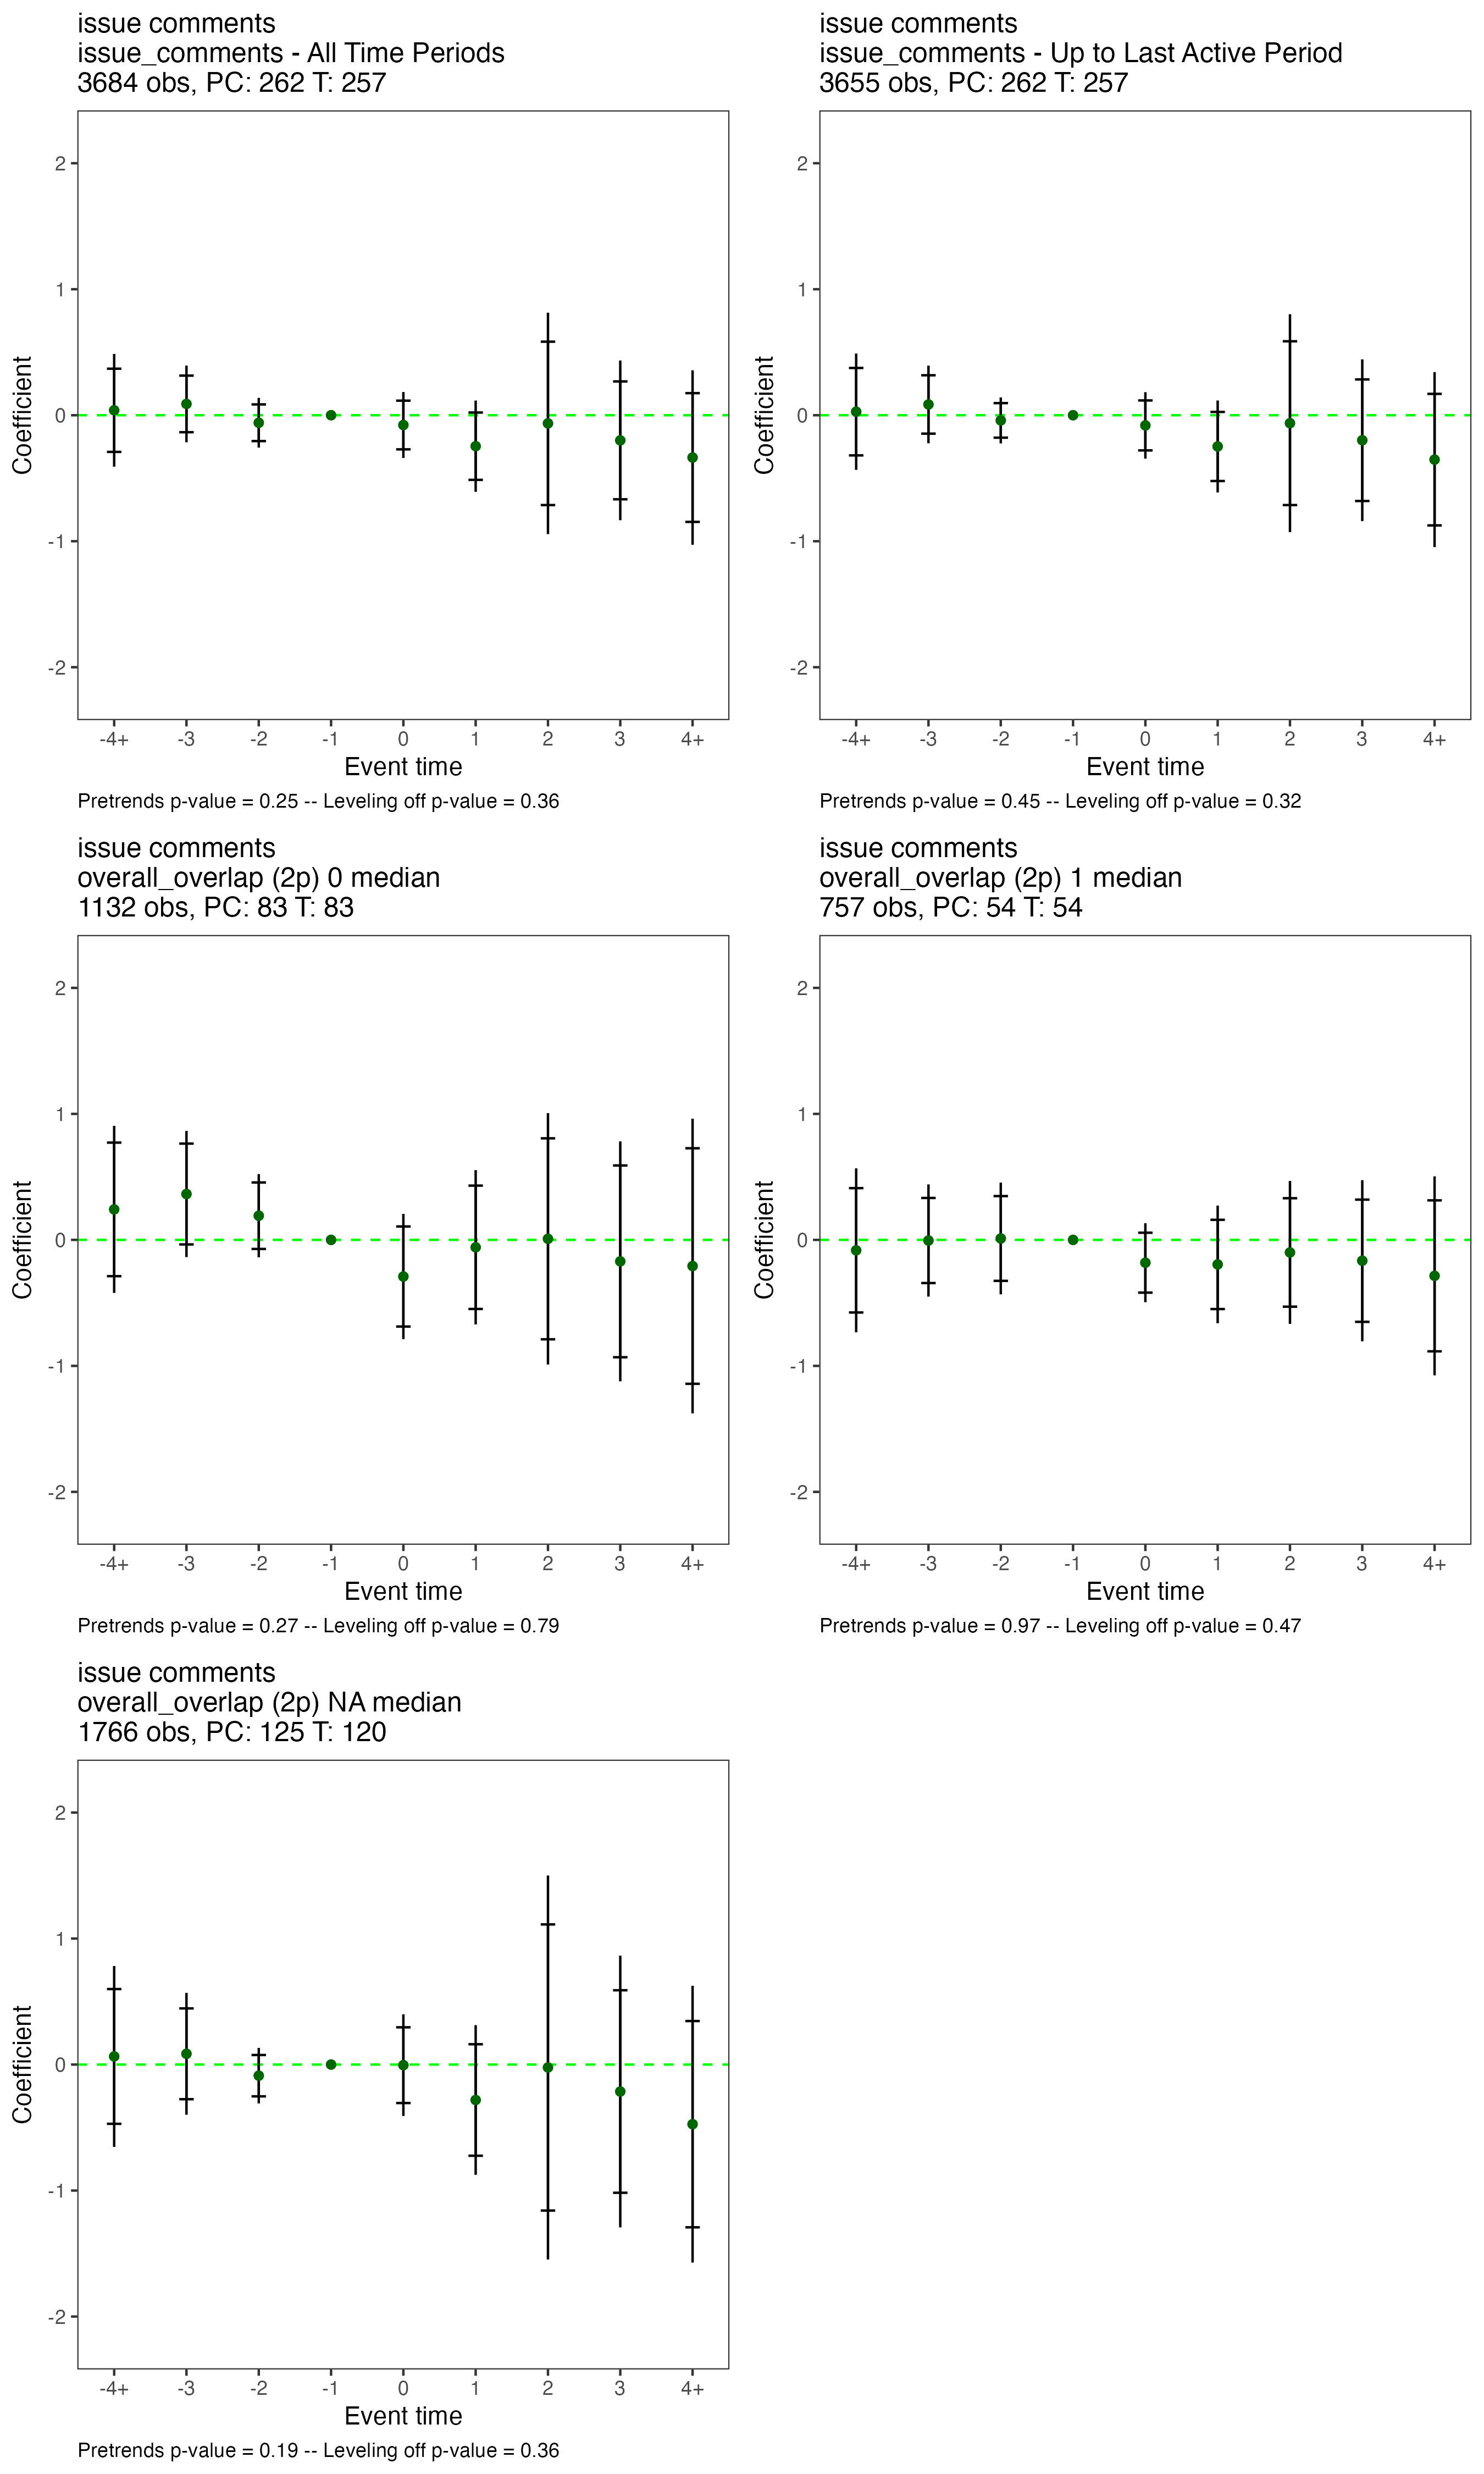 issue comments
issue_comments - All Time Periods
3684 obs, PC: 262 T: 257
Coefficient
2
1
0
-1
-2
-4+ -3 -2 -1 0 1 2 3 4+
Event time
Pretrends p-value = 0.25 -- Leveling off p-value = 0.36
issue comments
issue_comments - Up to Last Active Period
3655 obs, PC: 262 T: 257
Coefficient
2
1
0
-1
-2
-4+ -3 -2 -1 0 1 2 3 4+
Event time
Pretrends p-value = 0.45 -- Leveling off p-value = 0.32
issue comments
overall_overlap (2p) 0 median
1132 obs, PC: 83 T: 83
Coefficient
2
1
0
-1
-2
-4+ -3 -2 -1 0 1 2 3 4+
Event time
Pretrends p-value = 0.27 -- Leveling off p-value = 0.79
issue comments
overall_overlap (2p) 1 median
757 obs, PC: 54 T: 54
Coefficient
2
1
0
-1
-2
-4+ -3 -2 -1 0 1 2 3 4+
Event time
Pretrends p-value = 0.97 -- Leveling off p-value = 0.47
issue comments
overall_overlap (2p) NA median
1766 obs, PC: 125 T: 120
Coefficient
2
1
0
-1
-2
-4+ -3 -2 -1 0 1 2 3 4+
Event time
Pretrends p-value = 0.19 -- Leveling off p-value = 0.36